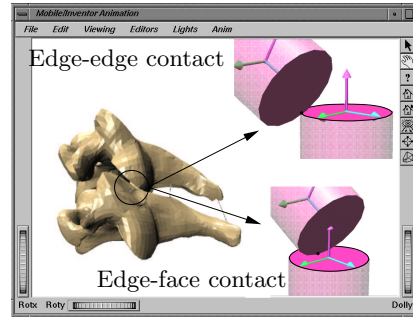 Mobile/Inventor Animation
File Edit Viewing Editors Lights Anim
Edge-edge contact
?
Edge-face contact
Rotx Roty Dolly